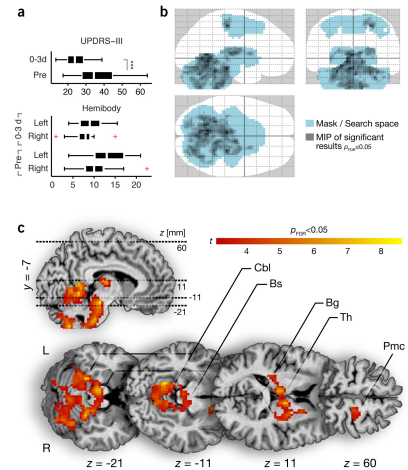 a
UPDRS–III
0-3d
Pre
***
10 20 30 40 50 60
Hemibody
Left
Right
Left
Right
Pre
0-3 d
0 5 10 15 20
b
Mask / Search space
MIP of significant
results pFDR≤0.05
c
z [mm]
60
11
-11
-21
y = -7
pFDR<0.05
t
4 5 6 7 8
Cbl
Bs
Bg
Th
Pmc
L
R
z = -21
z = -11
z = 11
z = 60